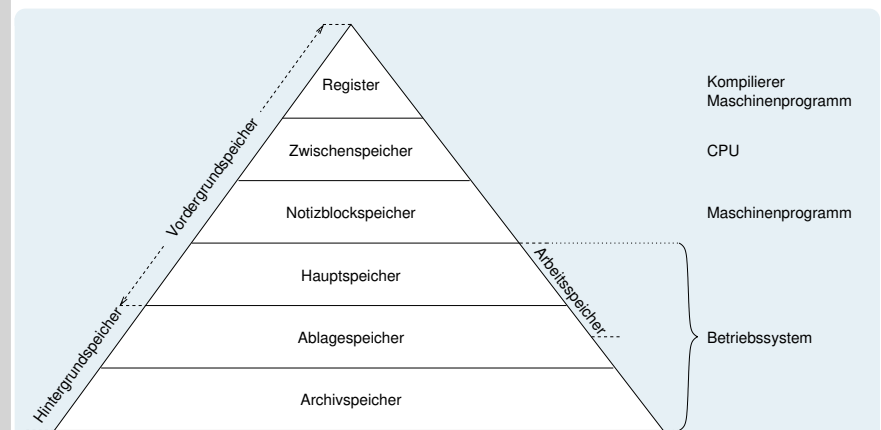 Register
Kompilierer
Maschinenprogramm
Zwischenspeicher
CPU
Vordergrundspeicher
Notizblockspeicher
Maschinenprogramm
Hauptspeicher
Arbeitsspeicher
Hintergrundspeicher
Ablagespeicher
Betriebssystem
Archivspeicher